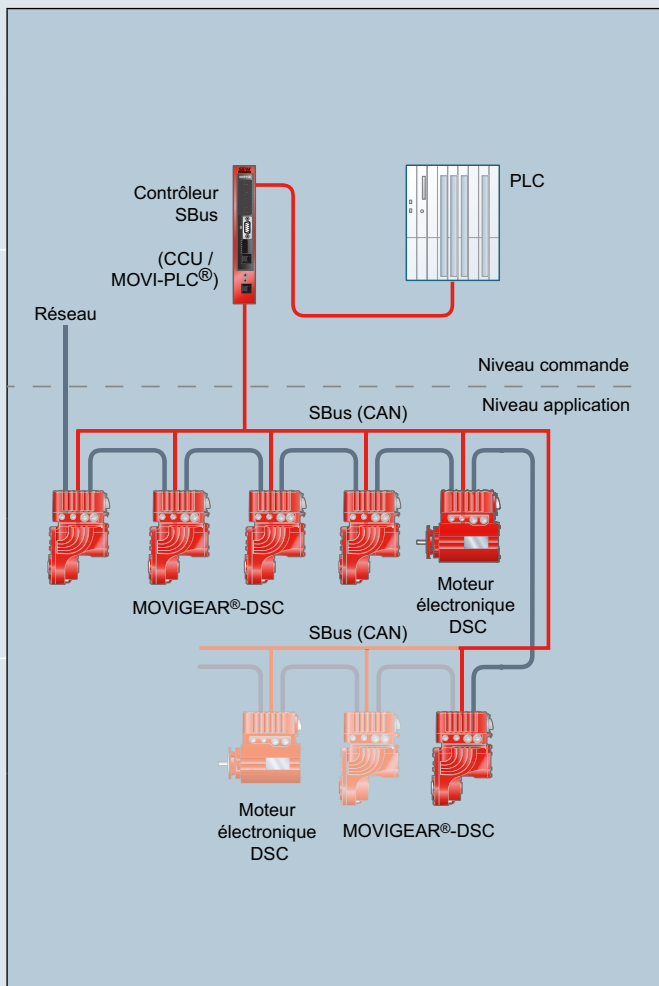 Contrôleur
SBus
(CCU /
MOVI-PLC®)
PLC
Réseau
Niveau commande
Niveau application
SBus (CAN)
MOVIGEAR®-DSC
Moteur
électronique
DSC
SBus (CAN)
Moteur
électronique
DSC
MOVIGEAR®-DSC